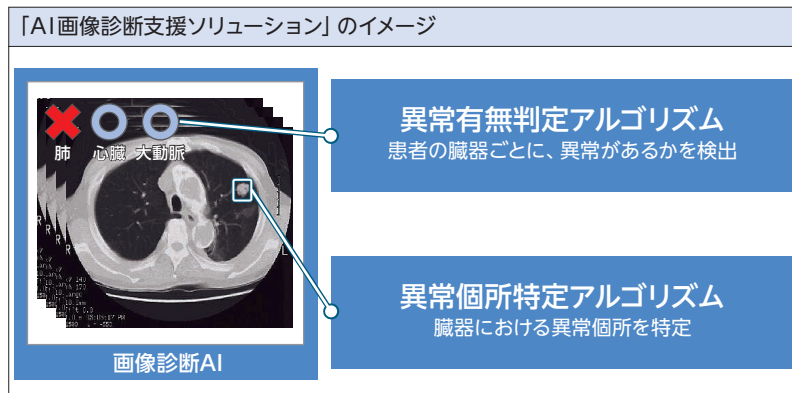 「AI画像診断支援ソリューション」のイメージ
肺 心臓 大動脈
異常有無判定アルゴリズム
患者の臓器ごとに、異常があるかを検出
R
R
R
R
L
異常個所特定アルゴリズム
臓器における異常個所を特定
画像診断AI